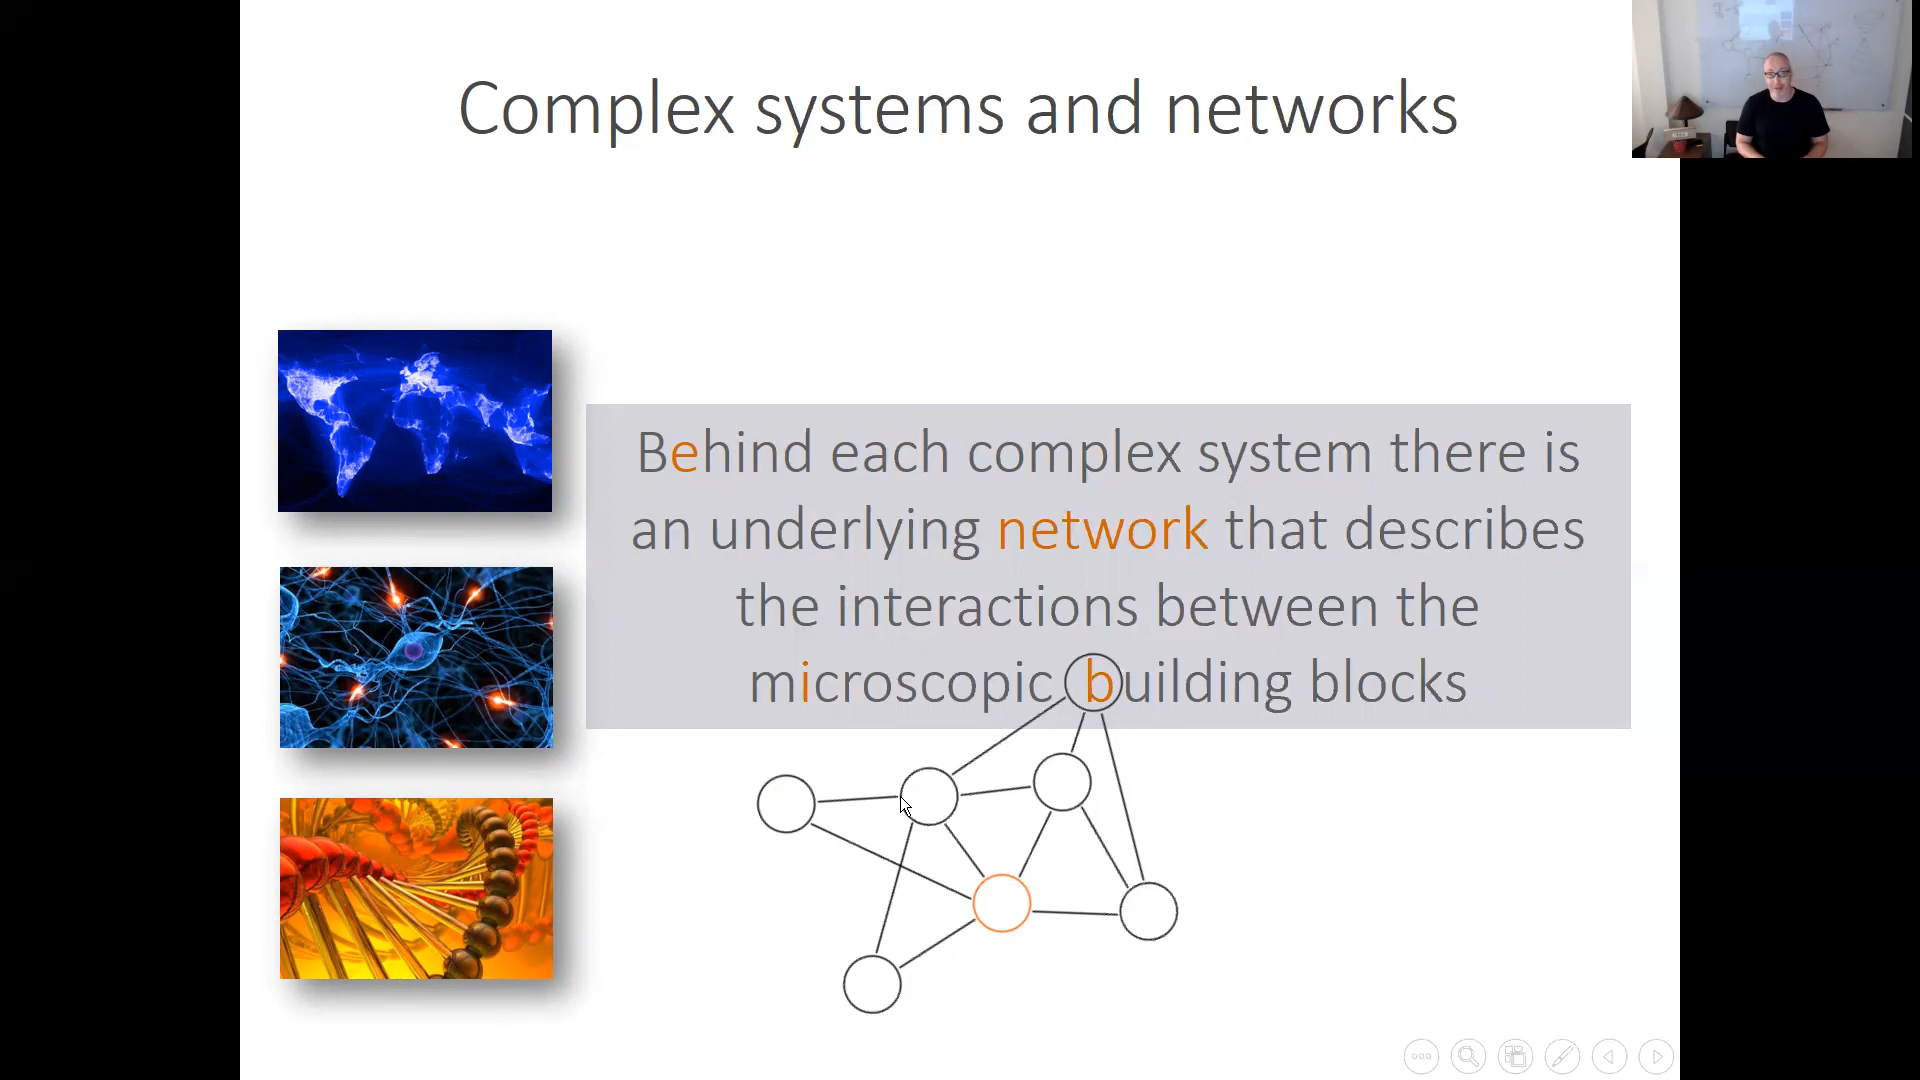 Complex systems and networks
Behind each complex system there is
an underlying network that describes
the interactions between the
microscopic building blocks